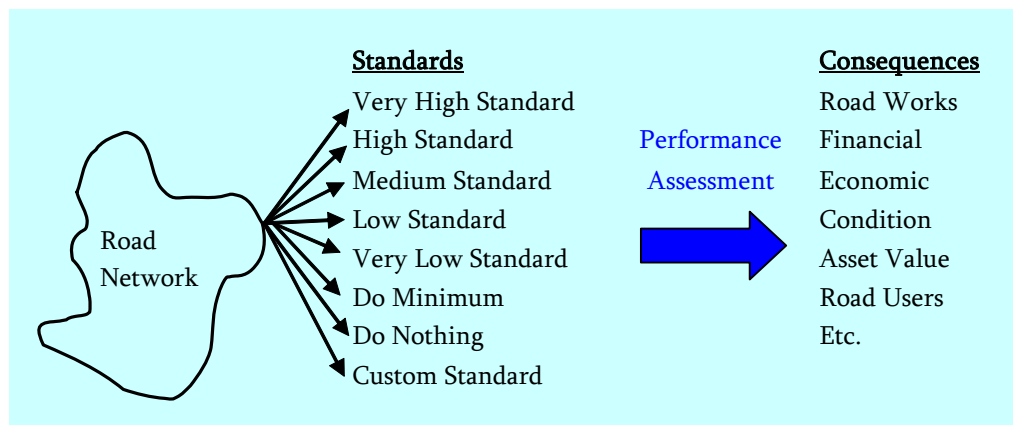 Road
Network
Standards
Very High Standard
High Standard
Medium Standard
Low Standard
Very Low Standard
Do Minimum
Do Nothing
Custom Standard
Performance
Assessment
Consequences
Road Works
Financial
Economic
Condition
Asset Value
Road Users
Etc.